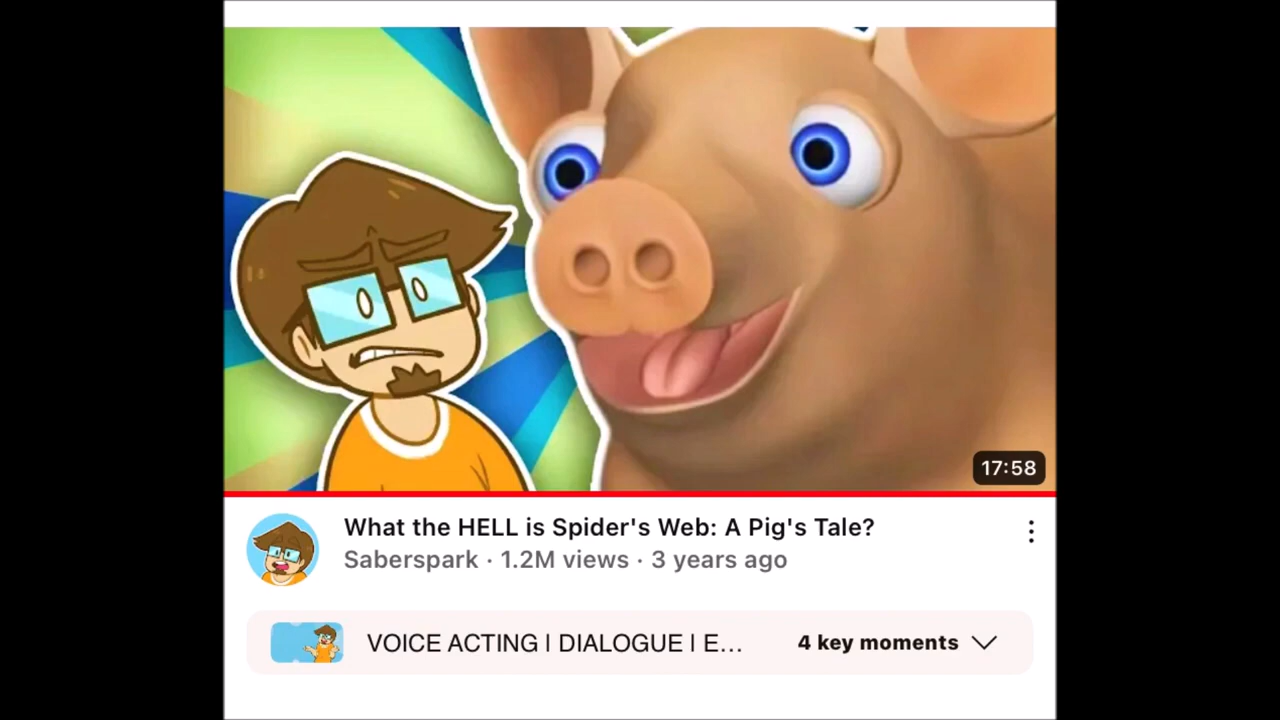 17:58
What the HELL is Spider's Web: A Pig's Tale?
Saberspark · 1.2M views · 3 years ago
VOICE ACTING | DIALOGUE | E... 4 key moments